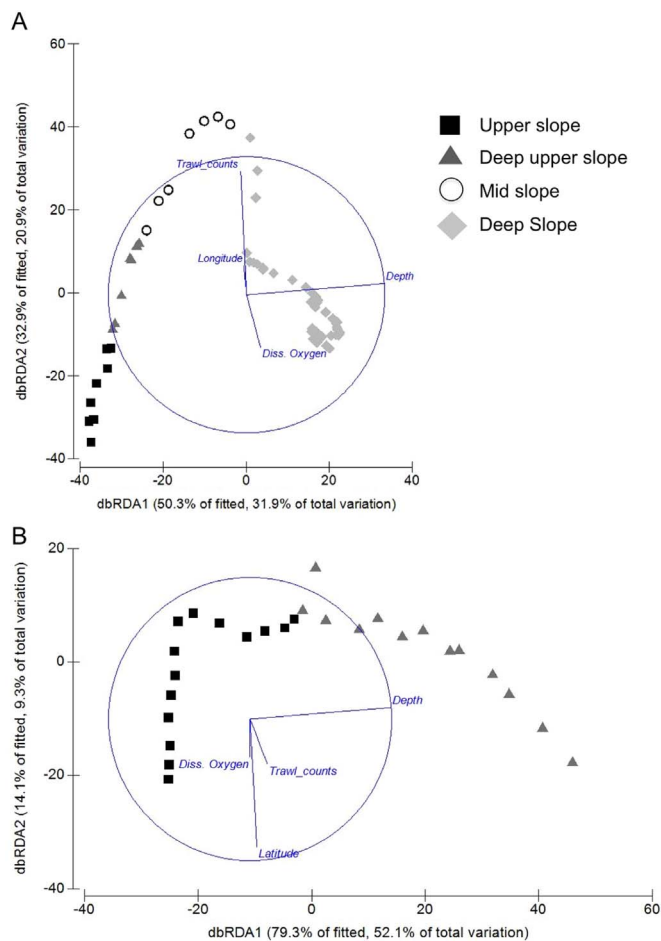 A
60
40
20
0
-20
-40
-40
-20
0
20
40
dbRDA2 (32.9% of fitted, 20.9% of total variation)
dbRDA1 (50.3% of fitted, 31.9% of total variation)
Trawl_counts
Longitude
Depth
Diss. Oxygen
Upper slope
Deep upper slope
Mid slope
Deep Slope
B
20
0
-20
-40
-40
-20
0
20
40
60
dbRDA2 (14.1% of fitted, 9.3% of total variation)
dbRDA1 (79.3% of fitted, 52.1% of total variation)
Depth
Diss. Oxygen
Trawl_counts
Latitude